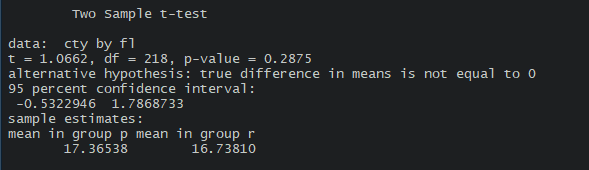 Two Sample t-test
data: cty by fl
t = 1.0662, df = 218, p-value = 0.2875
alternative hypothesis: true difference in means is not equal to 0
95 percent confidence interval:
-0.5322946 1.7868733
sample estimates:
mean in group p mean in group r
17.36538 16.73810